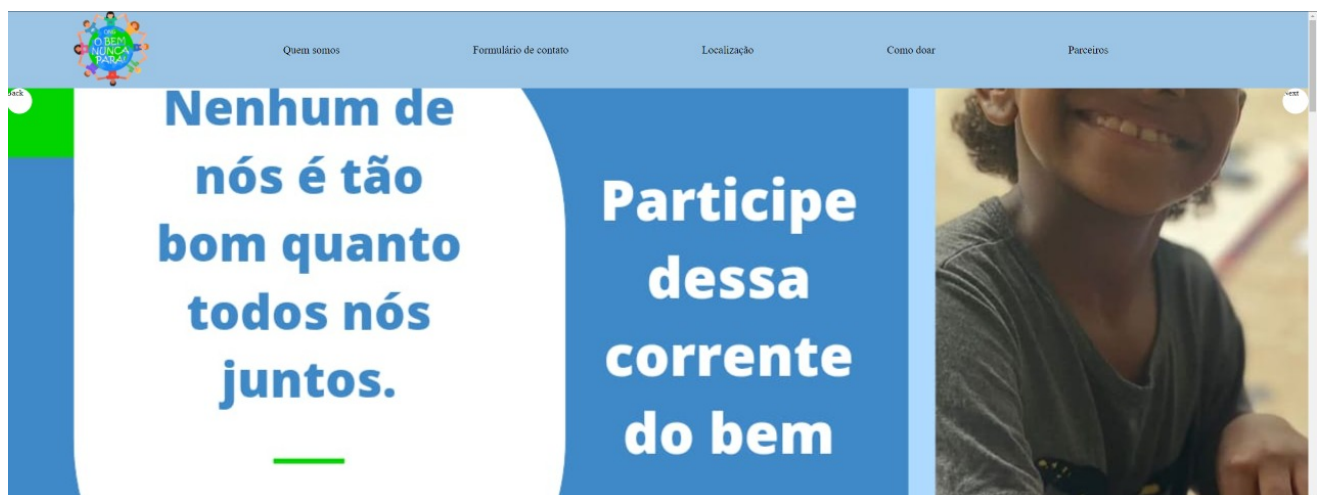 O BEM
NUNCA
PARA!
Quem somos
Formulário de contato
Localização
Como doar
Parceiros
Nenhum de
nós é tão
bom quanto
todos nós
juntos.
Participe
dessa
corrente
do bem